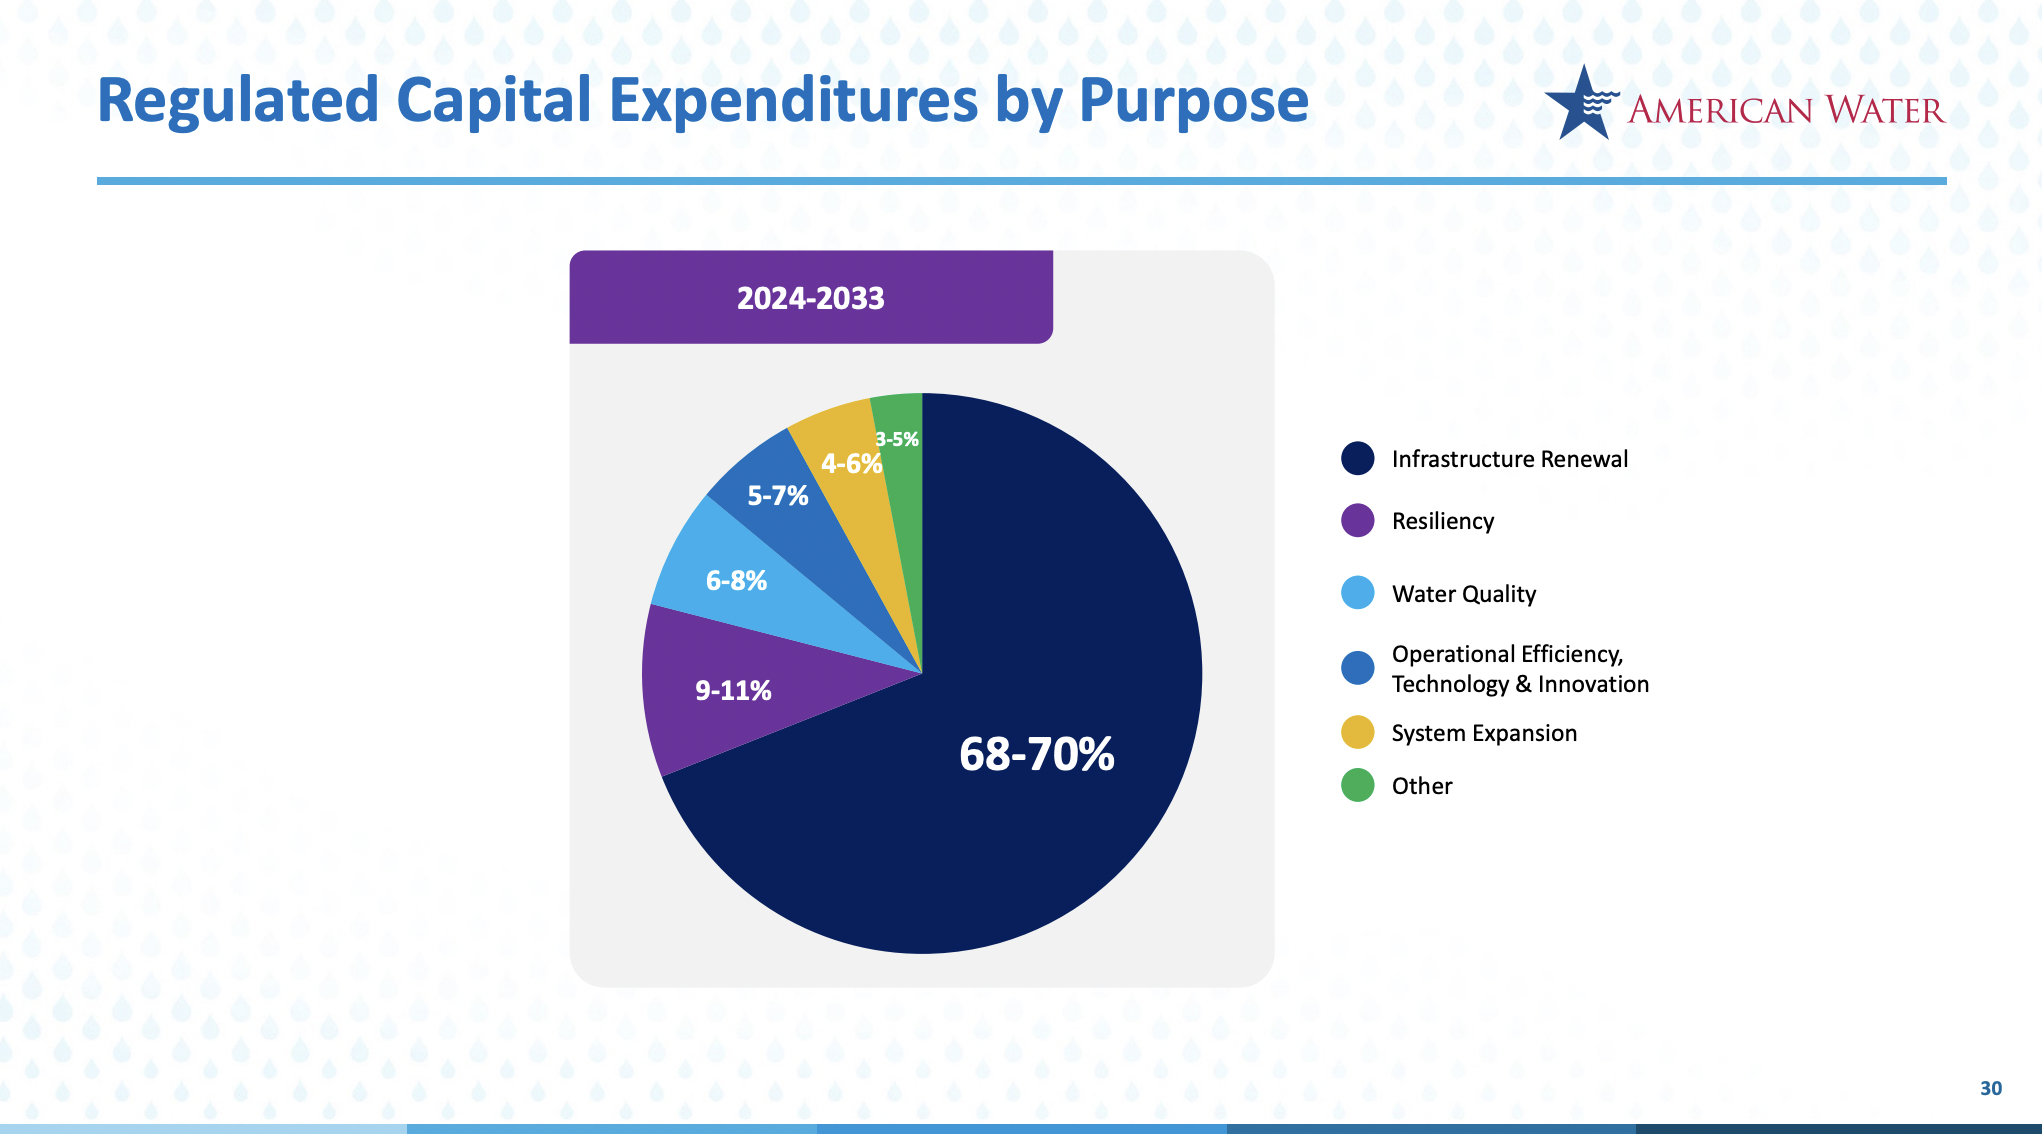 Regulated Capital Expenditures by Purpose
AMERICAN WATER
2024-2033
3-5%
4-6%
5-7%
6-8%
9-11%
68-70%
Infrastructure Renewal
Resiliency
Water Quality
Operational Efficiency,
Technology & Innovation
System Expansion
Other
30